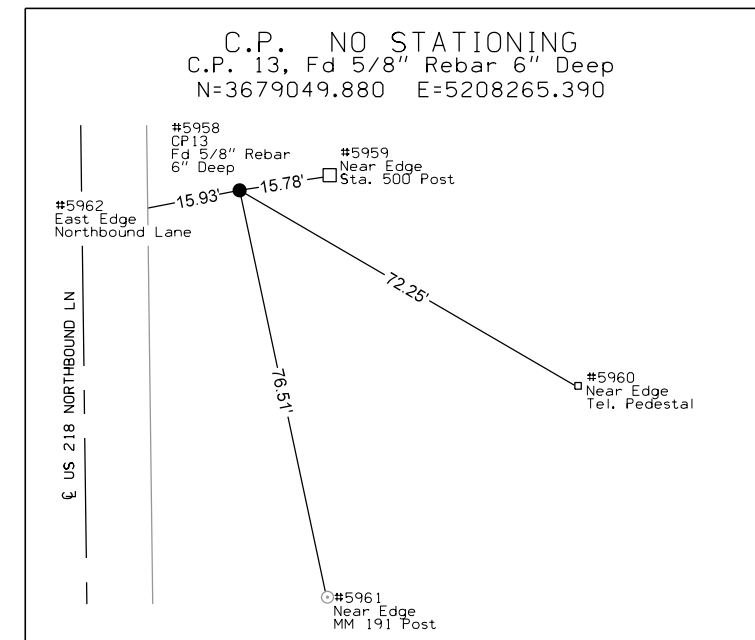 C.P. NO STATIONING
C.P. 13, Fd 5/8" Rebar 6" Deep
N=3679049.880 E=5208265.390
#5958
CP13
Fd 5/8" Rebar
6" Deep
#5959
Near Edge
Sta. 500 Post
15.93'
15.78'
#5962
East Edge
Northbound Lane
72.25'
76.51'
℄ US 218 NORTHBOUND LN
#5960
Near Edge
Tel. Pedestal
#5961
Near Edge
MM 191 Post